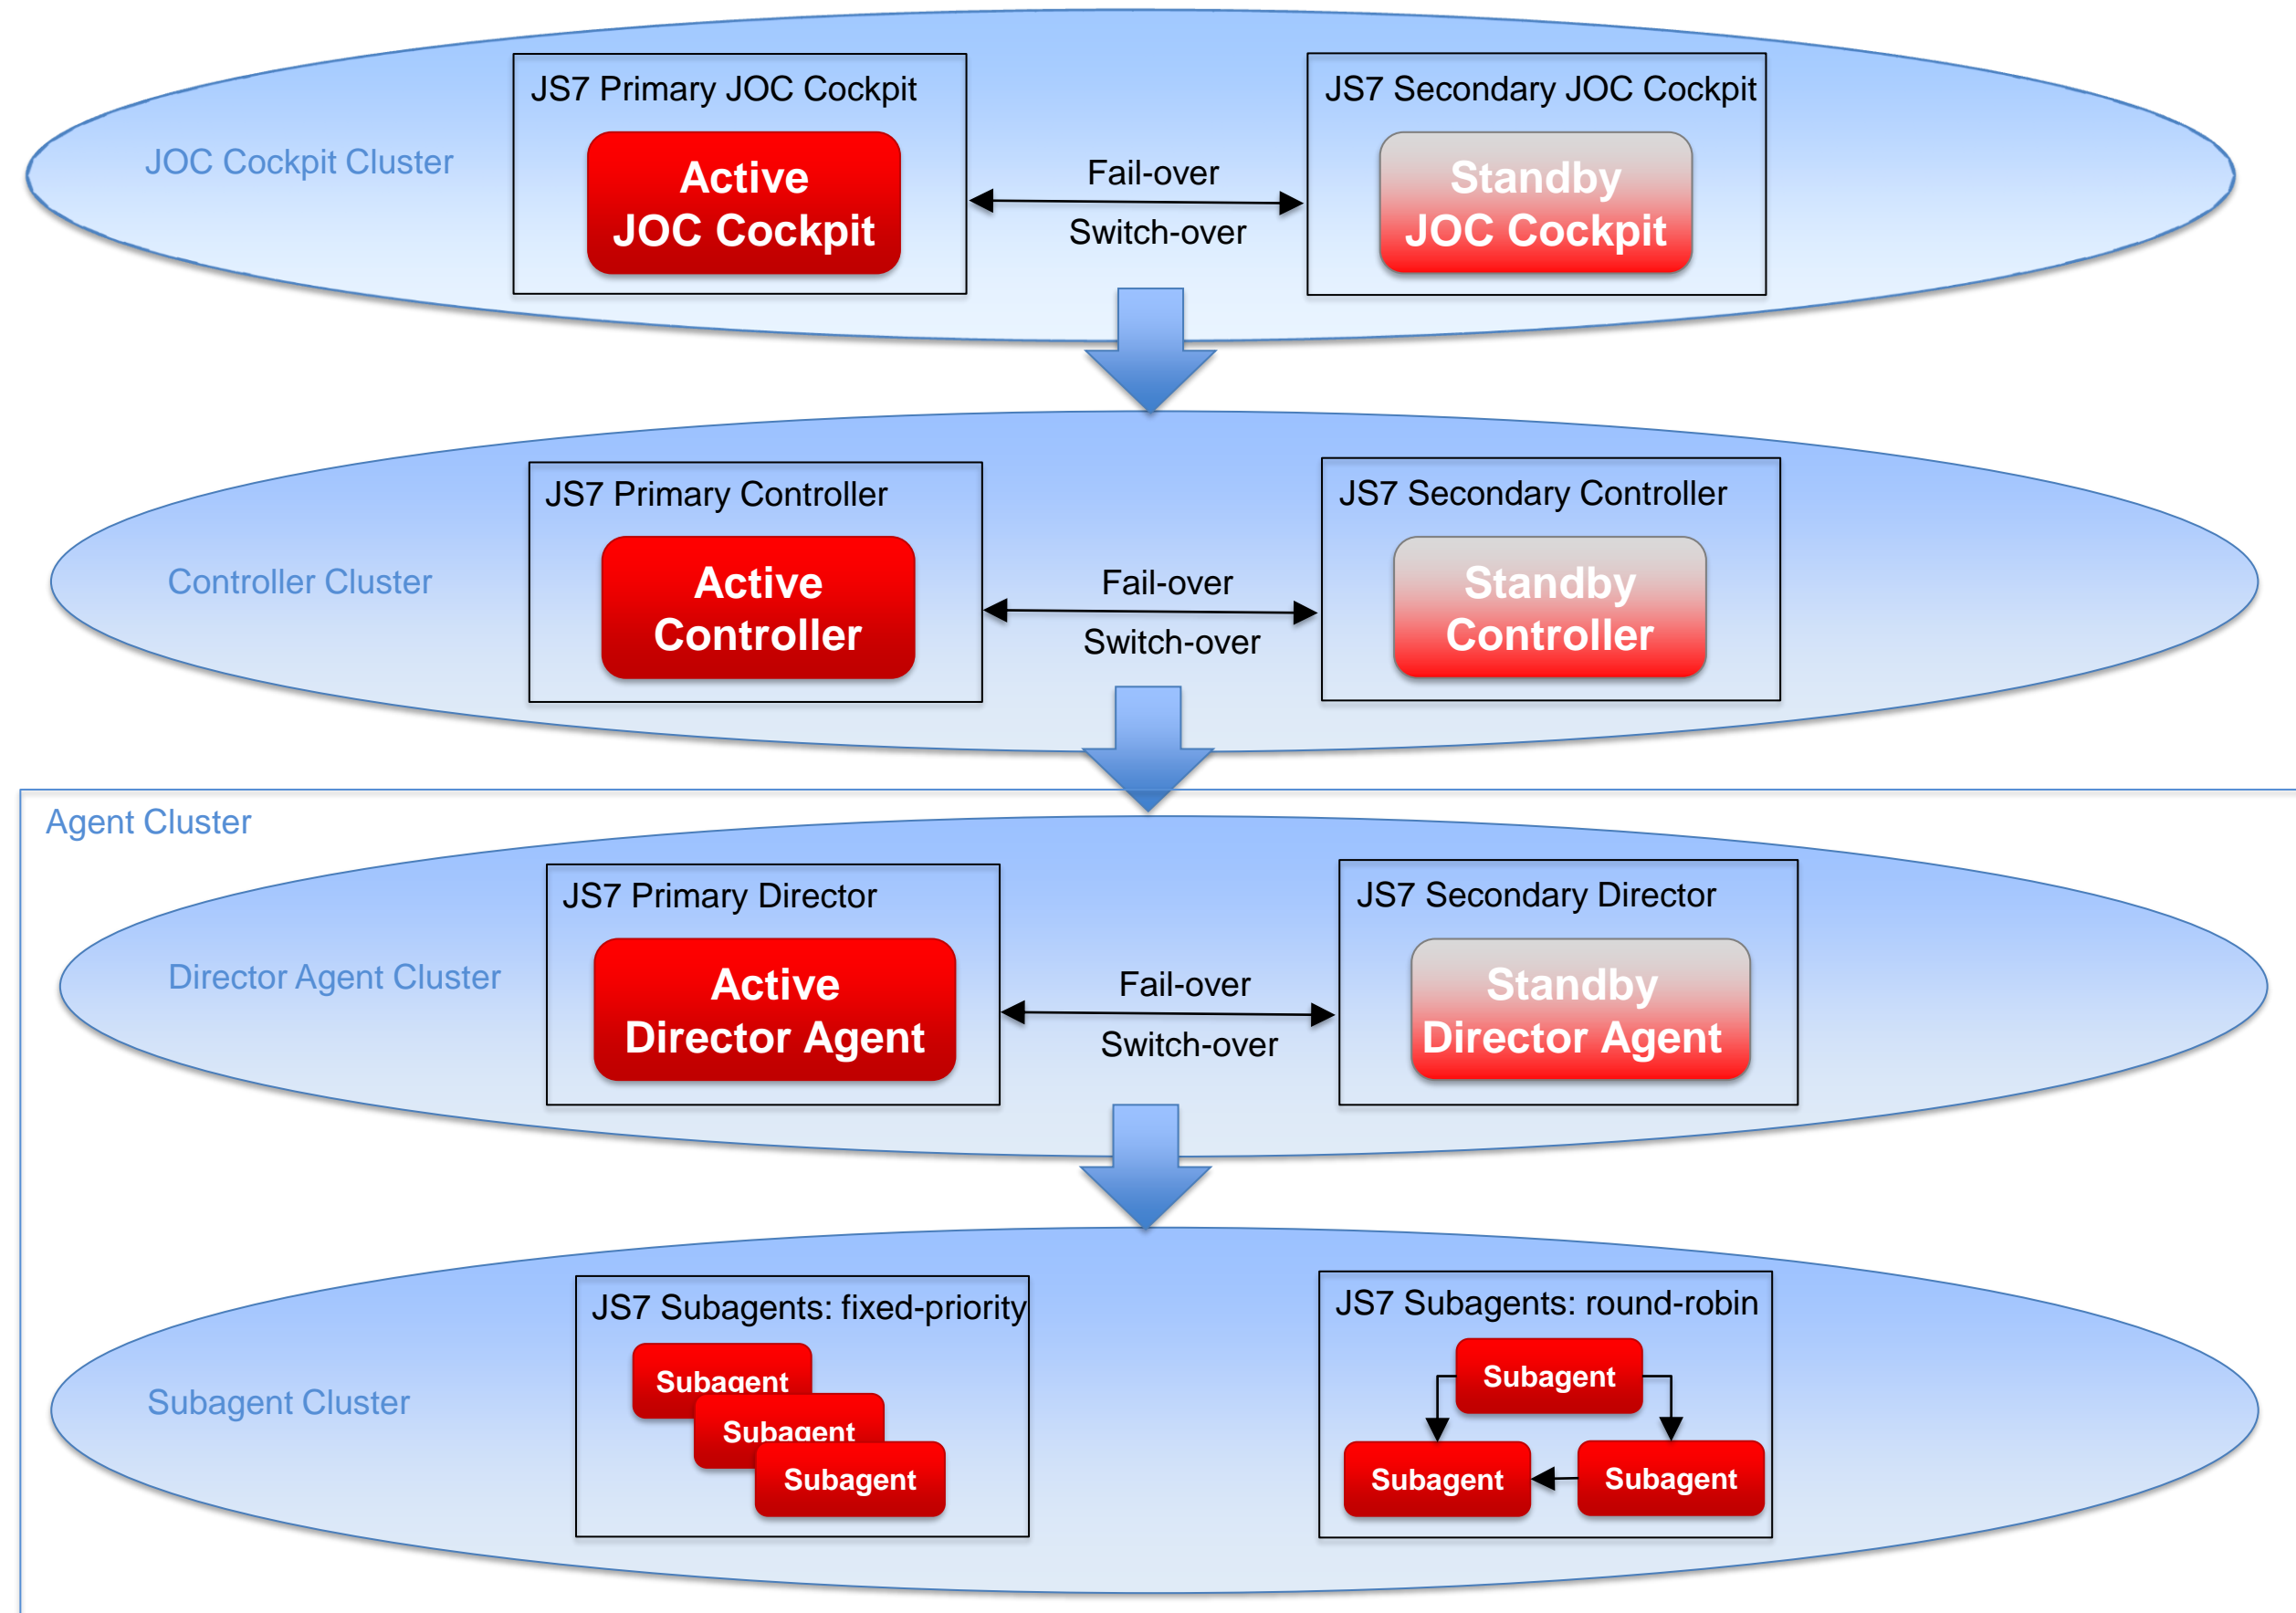 JS7 Primary JOC Cockpit
JS7 Secondary JOC Cockpit
JOC Cockpit Cluster
Active
JOC Cockpit
Fail-over
Switch-over
Standby
JOC Cockpit
JS7 Primary Controller
JS7 Secondary Controller
Controller Cluster
Active
Controller
Fail-over
Switch-over
Standby
Controller
Agent Cluster
JS7 Primary Director
JS7 Secondary Director
Director Agent Cluster
Active
Director Agent
Fail-over
Switch-over
Standby
Director Agent
JS7 Subagents: fixed-priority
JS7 Subagents: round-robin
Subagent Cluster
Subagent
Subagent
Subagent
Subagent
Subagent
Subagent